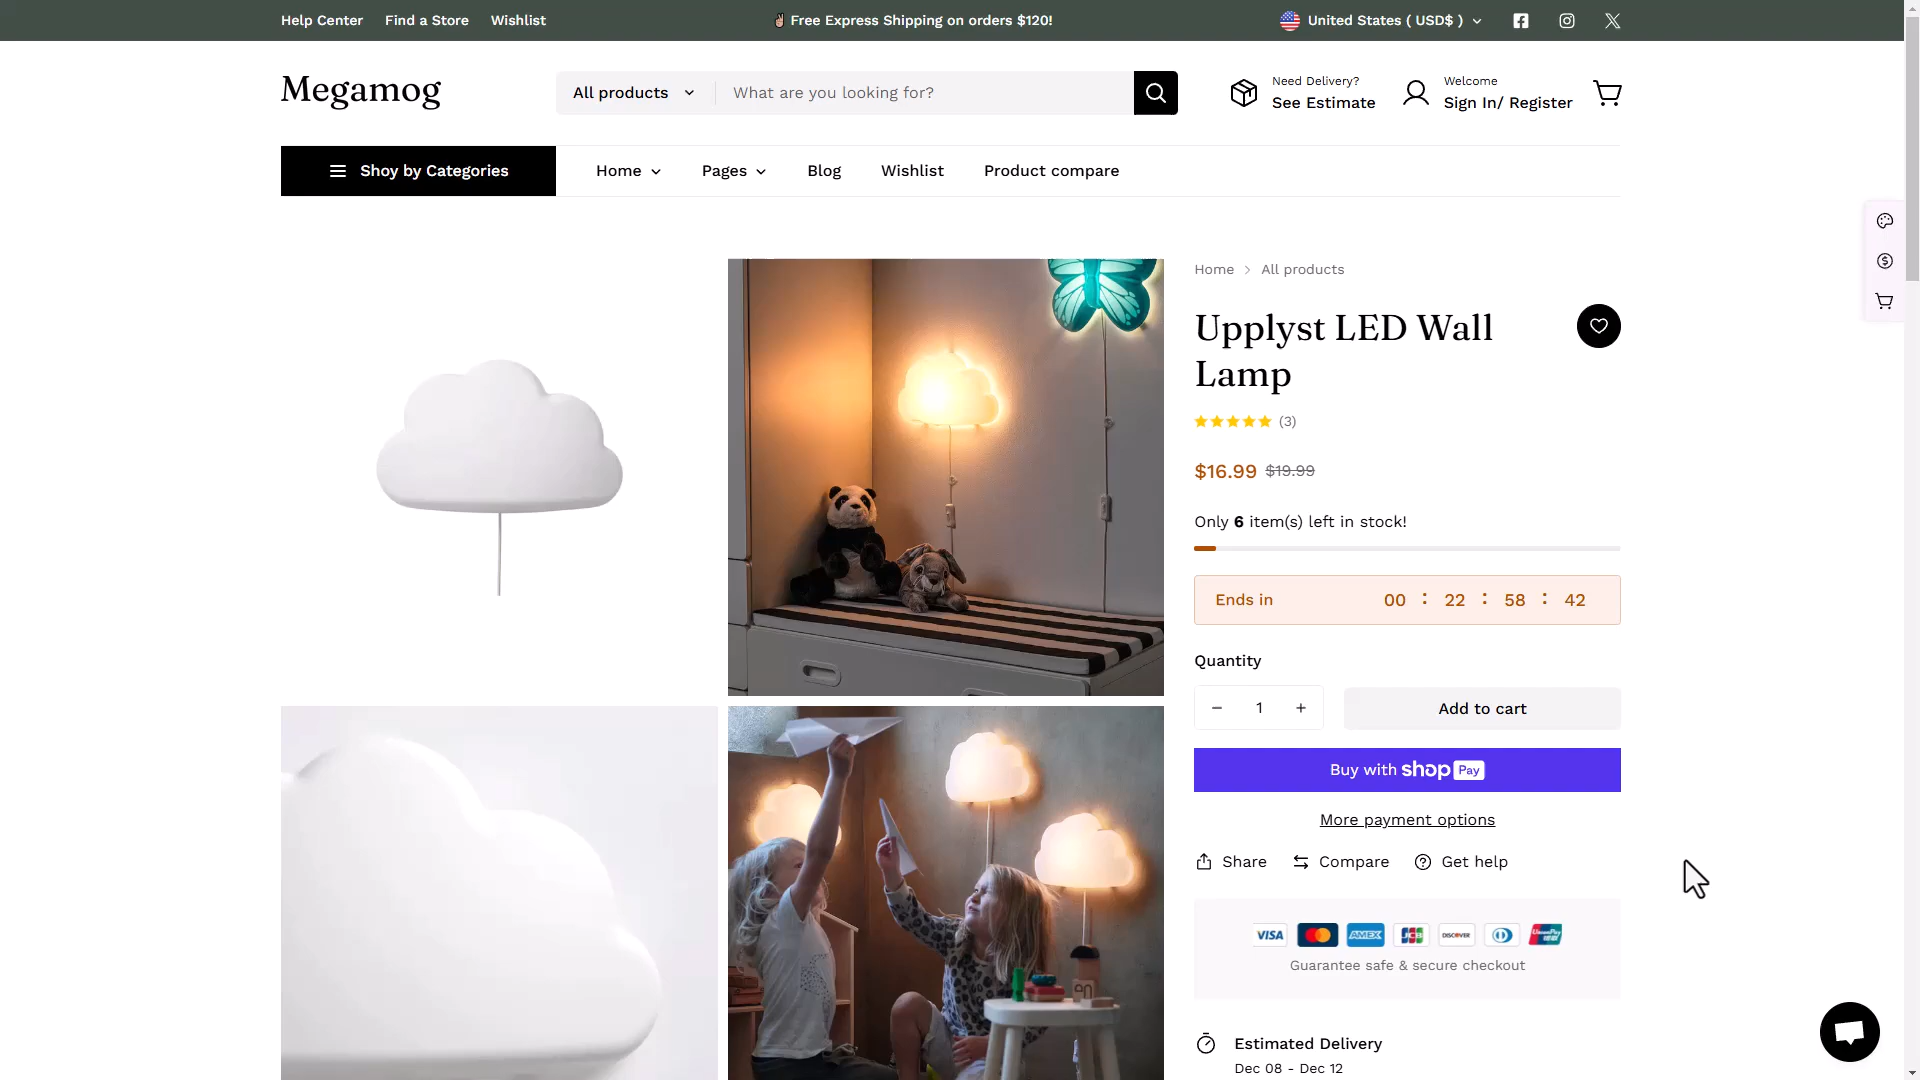 Help Center Find a Store Wishlist
Free Express Shipping on orders $120!
United States ( USD$ )
Megamog
All products
What are you looking for?
Need Delivery?
See Estimate
Welcome
Sign In/ Register
Shoy by Categories
Home Pages Blog Wishlist Product compare
Home > All products
Upplyst LED Wall
Lamp
(3)
$16.99 $19.99
Only 6 item(s) left in stock!
Ends in 00 : 22 : 58 : 42
Quantity
− 1 +
Add to cart
Buy with shop Pay
More payment options
Share Compare Get help
VISA AMEX JCB DISCOVER UnionPay
Guarantee safe & secure checkout
Estimated Delivery
Dec 08 - Dec 12